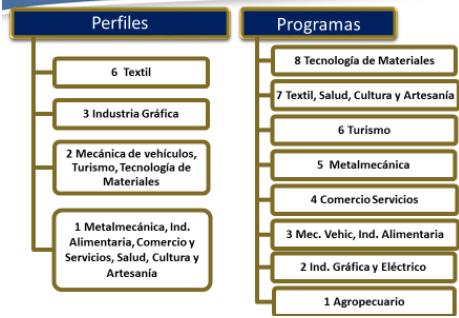 Perfiles
6 Textil
3 Industria Gráfica
2 Mecánica de vehículos,
Turismo, Tecnología de
Materiales
1 Metalmecánica, Ind.
Alimentaria, Comercio y
Servicios, Salud, Cultura y
Artesanía
Programas
8 Tecnología de Materiales
7 Textil, Salud, Cultura y Artesanía
6 Turismo
5 Metalmecánica
4 Comercio Servicios
3 Mec. Vehic, Ind. Alimentaria
2 Ind. Gráfica y Eléctrico
1 Agropecuario